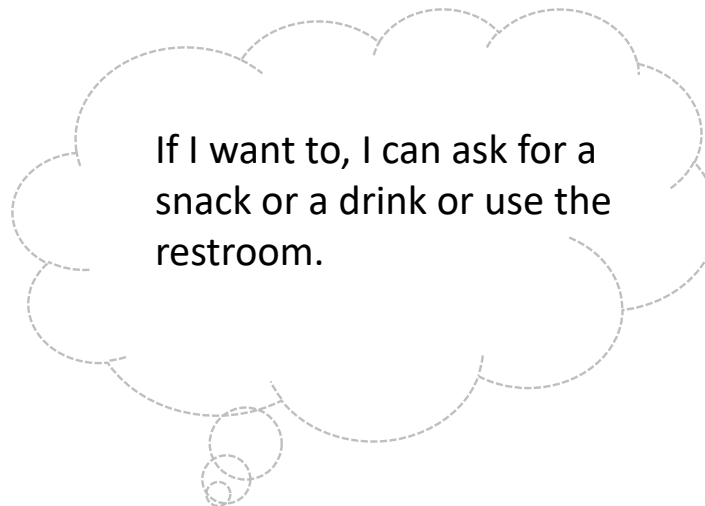 If I want to, I can ask for a
snack or a drink or use the
restroom.